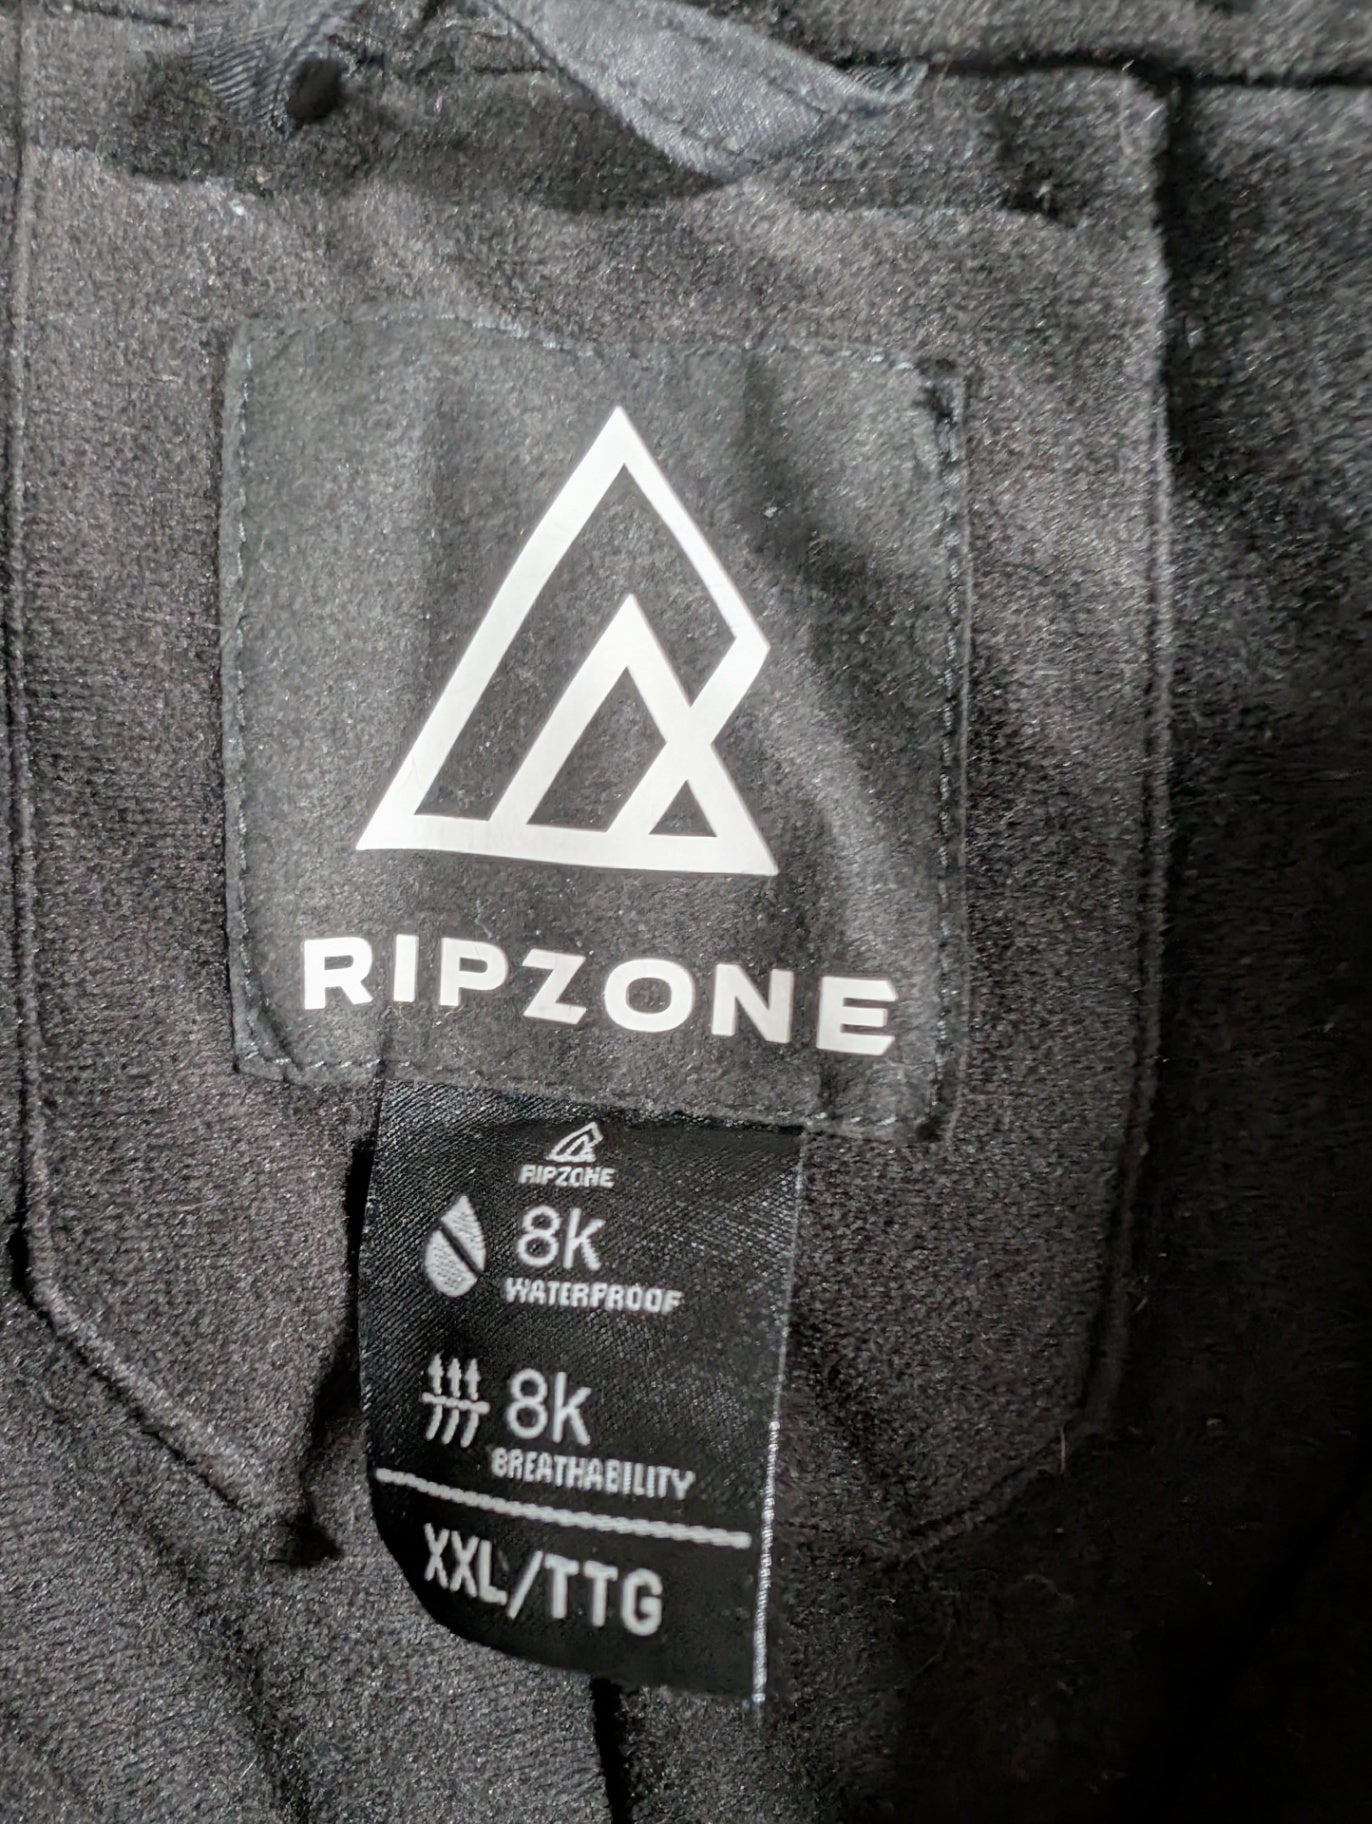 RIPZONE
RIPZONE
8k
WATERPROOF
8k
BREATHABILITY
XXL/TTG